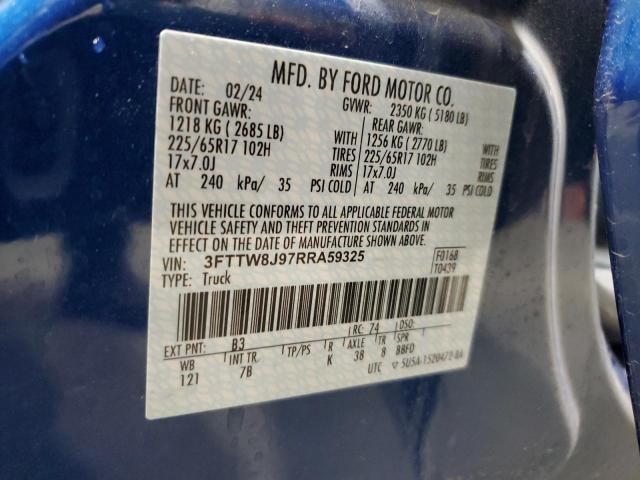 MFD. BY FORD MOTOR CO.
DATE: 02/24
GVWR: 2350 KG ( 5180 LB)
FRONT GAWR:
REAR GAWR:
1218 KG ( 2685 LB)
1256 KG ( 2770 LB)
WITH
225/65R17 102H TIRES
225/65R17 102H
WITH
TIRES
17x7.0J RIMS
17x7.0J
RIMS
AT 240 kPa/ 35 PSI COLD
AT 240 kPa/ 35 PSI COLD
THIS VEHICLE CONFORMS TO ALL APPLICABLE FEDERAL MOTOR
VEHICLE SAFETY AND THEFT PREVENTION STANDARDS IN
EFFECT ON THE DATE OF MANUFACTURE SHOWN ABOVE.
VIN: 3FTTW8J97RRA59325
TYPE: Truck
F0168
T0439
EXT PNT: B3 RC: 74 DSO:
WB INT TR: TP/PS R AXLE TR SPR
121 7B K 38 8 BBFD
UTC